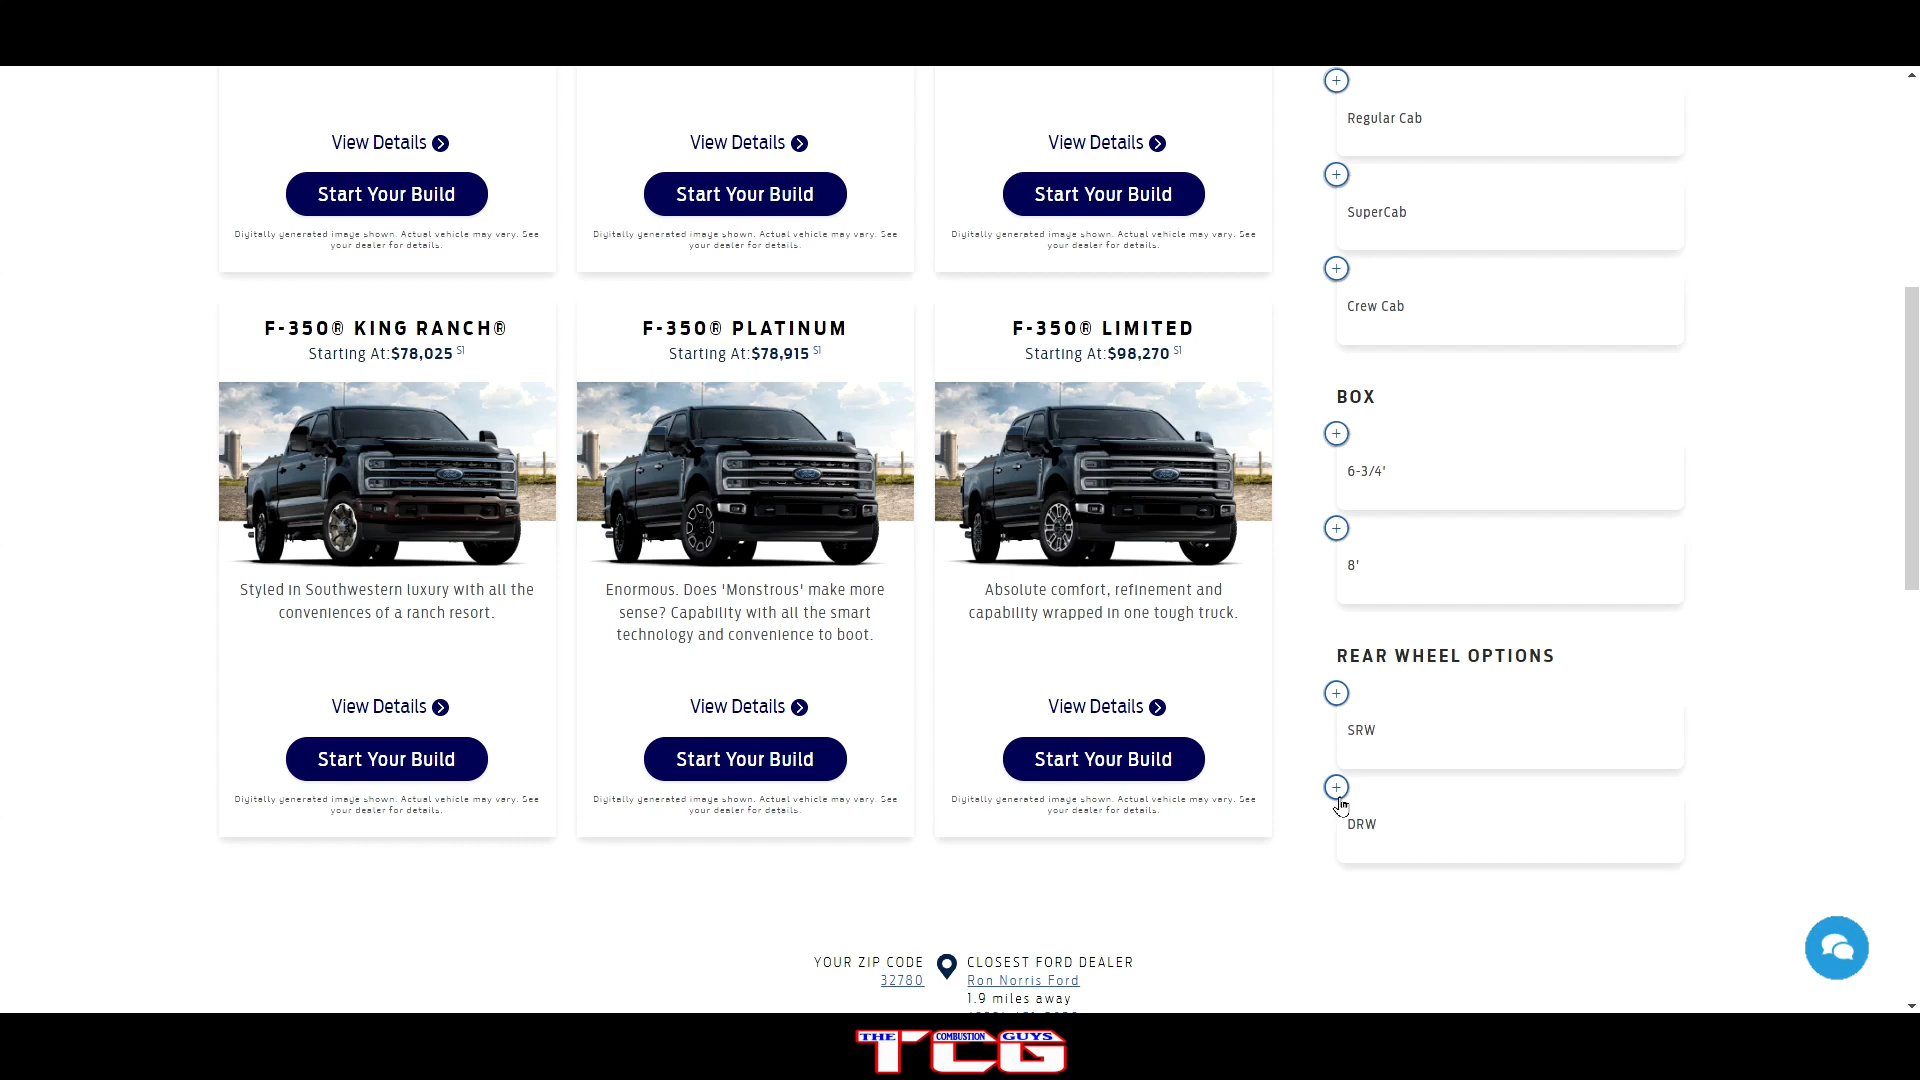 View Details
View Details
View Details
Start Your Build
Start Your Build
Start Your Build
Digitally generated image shown. Actual vehicle may vary. See
your dealer for details.
Digitally generated image shown. Actual vehicle may vary. See
your dealer for details.
Digitally generated image shown. Actual vehicle may vary. See
your dealer for details.
F-350® KING RANCH®
Starting At:$78,025 S1
Styled in Southwestern luxury with all the
conveniences of a ranch resort.
View Details
Start Your Build
Digitally generated image shown. Actual vehicle may vary. See
your dealer for details.
F-350® PLATINUM
Starting At:$78,915 S1
Enormous. Does 'Monstrous' make more
sense? Capability with all the smart
technology and convenience to boot.
View Details
Start Your Build
Digitally generated image shown. Actual vehicle may vary. See
your dealer for details.
F-350® LIMITED
Starting At:$98,270 S1
Absolute comfort, refinement and
capability wrapped in one tough truck.
View Details
Start Your Build
Digitally generated image shown. Actual vehicle may vary. See
your dealer for details.
Regular Cab
SuperCab
Crew Cab
BOX
6-3/4'
8'
REAR WHEEL OPTIONS
SRW
DRW
YOUR ZIP CODE
32780
CLOSEST FORD DEALER
Ron Norris Ford
1.9 miles away
THE COMBUSTION GUYS
TCG